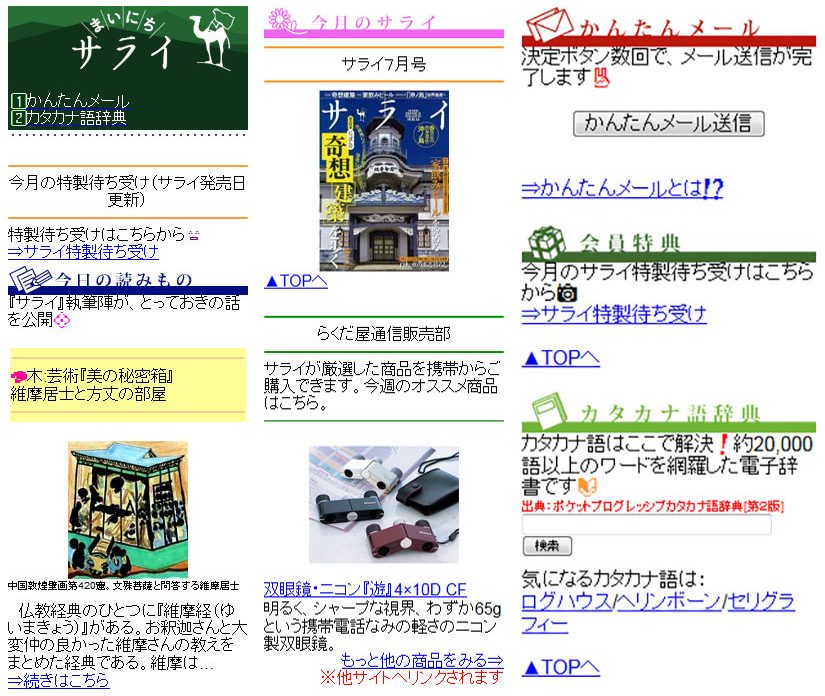 まいにち
サライ
1かんたんメール
2カタカナ語辞典
今月の特製待ち受け(サライ発売日
更新)
特製待ち受けはこちらから
⇒サライ特製待ち受け
今日の読みもの
『サライ』執筆陣が、とっておきの話
を公開
木:芸術『美の秘密箱』
維摩居士と方丈の部屋
中国敦煌壁画第420窟。文殊菩薩と問答する維摩居士
仏教経典のひとつに『維摩経(ゆ
いまきょう)』がある。お釈迦さんと大
変仲の良かった維摩さんの教えを
まとめた経典である。維摩は...
⇒続きはこちら
今月のサライ
サライ7月号
サライ
奇想
建築
▲TOPへ
らくだ屋通信販売部
サライが厳選した商品を携帯からご
購入できます。今週のオススメ商品
はこちら。
双眼鏡・ニコン『遊』4×10D CF
明るく、シャープな視界、わずか65g
という携帯電話なみの軽さのニコン
製双眼鏡。
もっと他の商品をみる⇒
※他サイトへリンクされます
かんたんメール
決定ボタン数回で、メール送信が完
了します
かんたんメール送信
⇒かんたんメールとは!?
会員特典
今月のサライ特製待ち受けはこちら
から
⇒サライ特製待ち受け
▲TOPへ
カタカナ語辞典
カタカナ語はここで解決!約20,000
語以上のワードを網羅した電子辞
書です
出典:ポケットプログレッシブカタカナ語辞典[第2版]
検索
気になるカタカナ語は:
ログハウス/ヘリンボーン/セリグラ
フィー
▲TOPへ